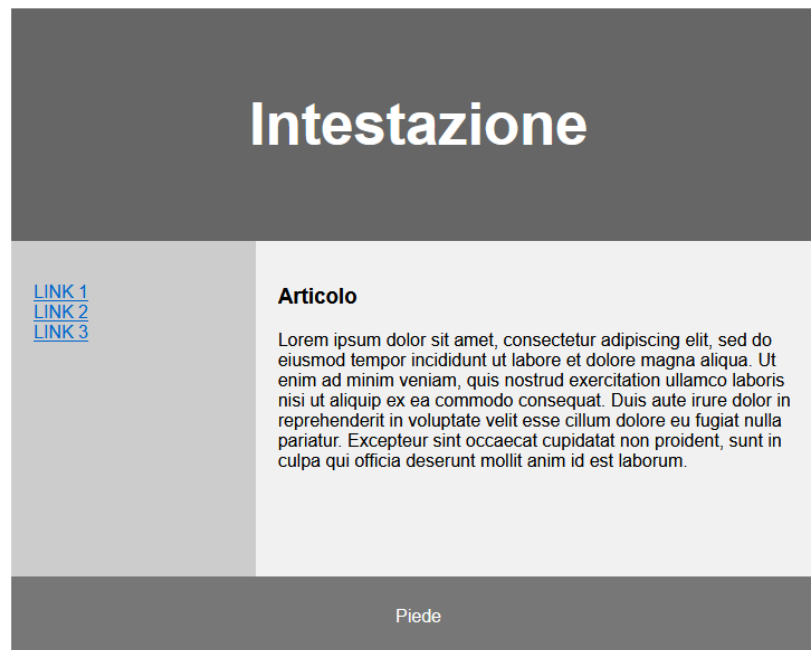 Intestazione
LINK 1
LINK 2
LINK 3
Articolo
Lorem ipsum dolor sit amet, consectetur adipiscing elit, sed do
eiusmod tempor incididunt ut labore et dolore magna aliqua. Ut
enim ad minim veniam, quis nostrud exercitation ullamco laboris
nisi ut aliquip ex ea commodo consequat. Duis aute irure dolor in
reprehenderit in voluptate velit esse cillum dolore eu fugiat nulla
pariatur. Excepteur sint occaecat cupidatat non proident, sunt in
culpa qui officia deserunt mollit anim id est laborum.
Piede